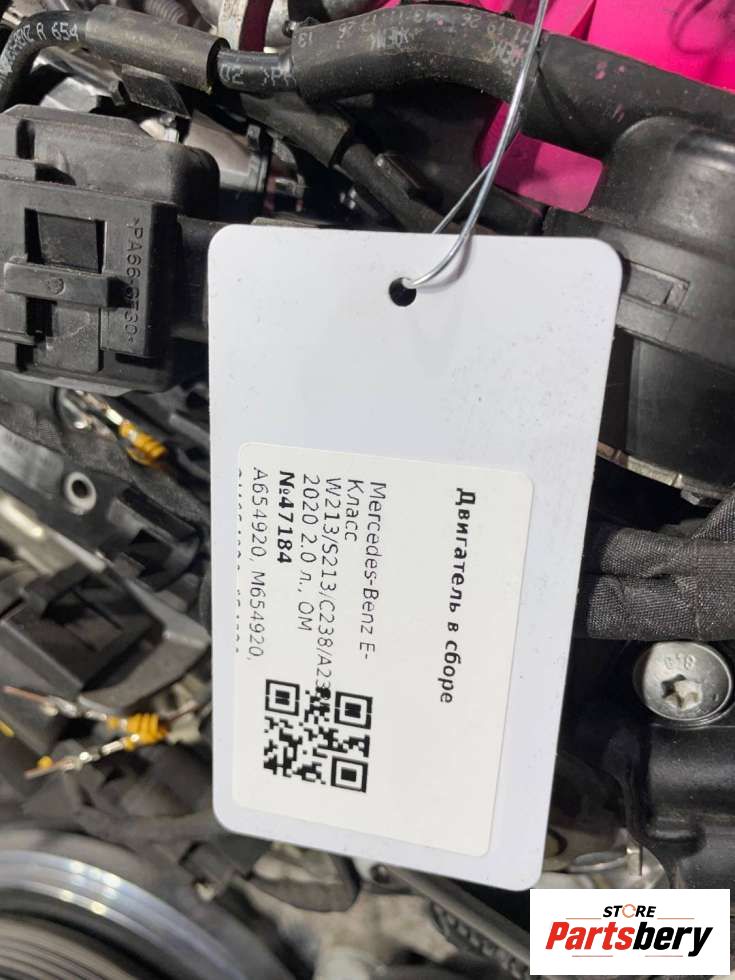 Двигатель в сборе
Mercedes-Benz E-
Класс
W213/S213/C238/A23
2020 2.0 л., OM
№47184
A654920, M654920,
>PA66-GF30<
R 654
STORE
Partsbery